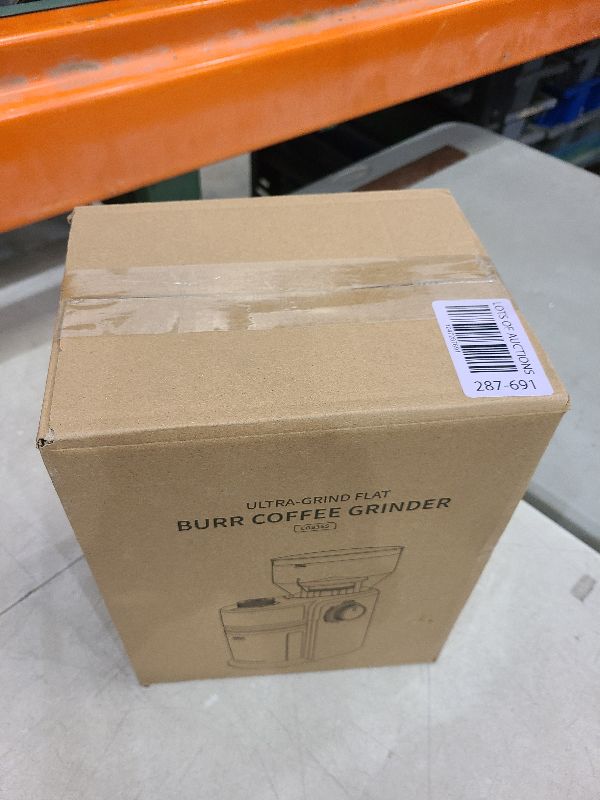 LOTS OF AUCTIONS
287-691
ULTRA-GRIND FLAT
BURR COFFEE GRINDER